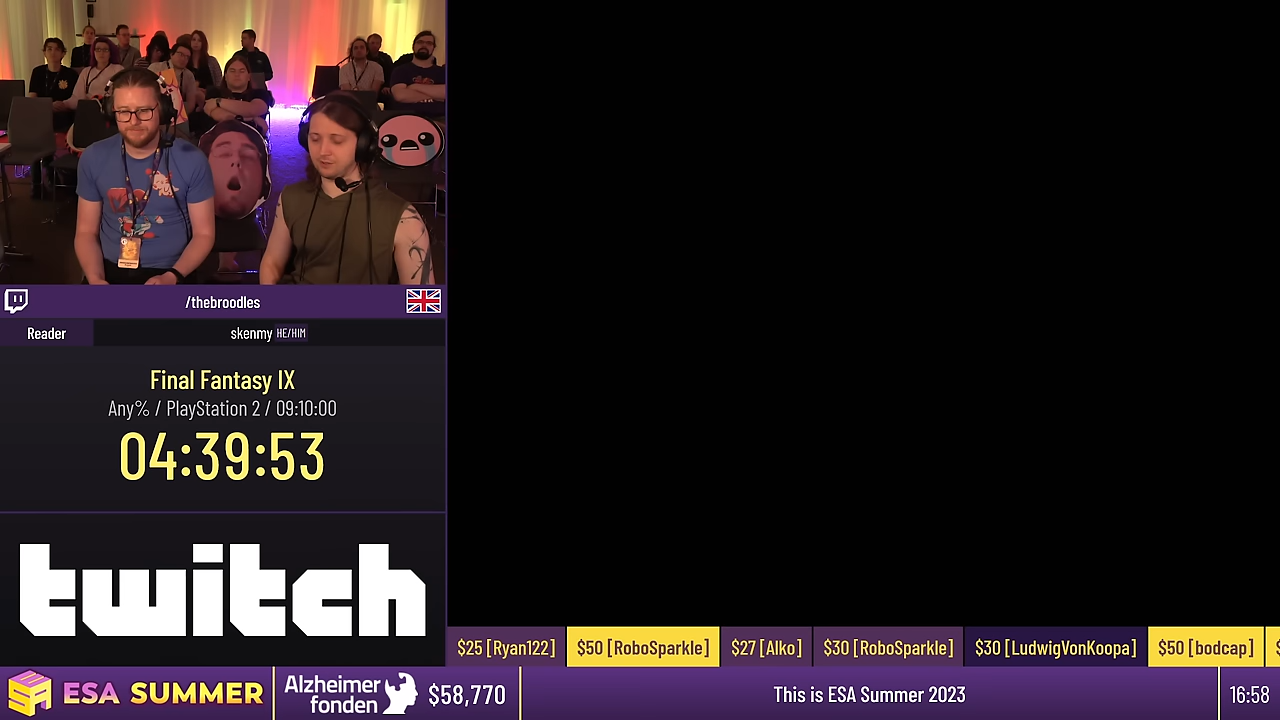 /thebroodles
Reader
skenmy HE/HIM
Final Fantasy IX
Any% / PlayStation 2 / 09:10:00
04:39:53
twitch
$25 [Ryan122] $50 [RoboSparkle] $27 [Alko] $30 [RoboSparkle] $30 [LudwigVonKoopa] $50 [bodcap]
ESA SUMMER
Alzheimer
fonden
$58,770
This is ESA Summer 2023
16:58